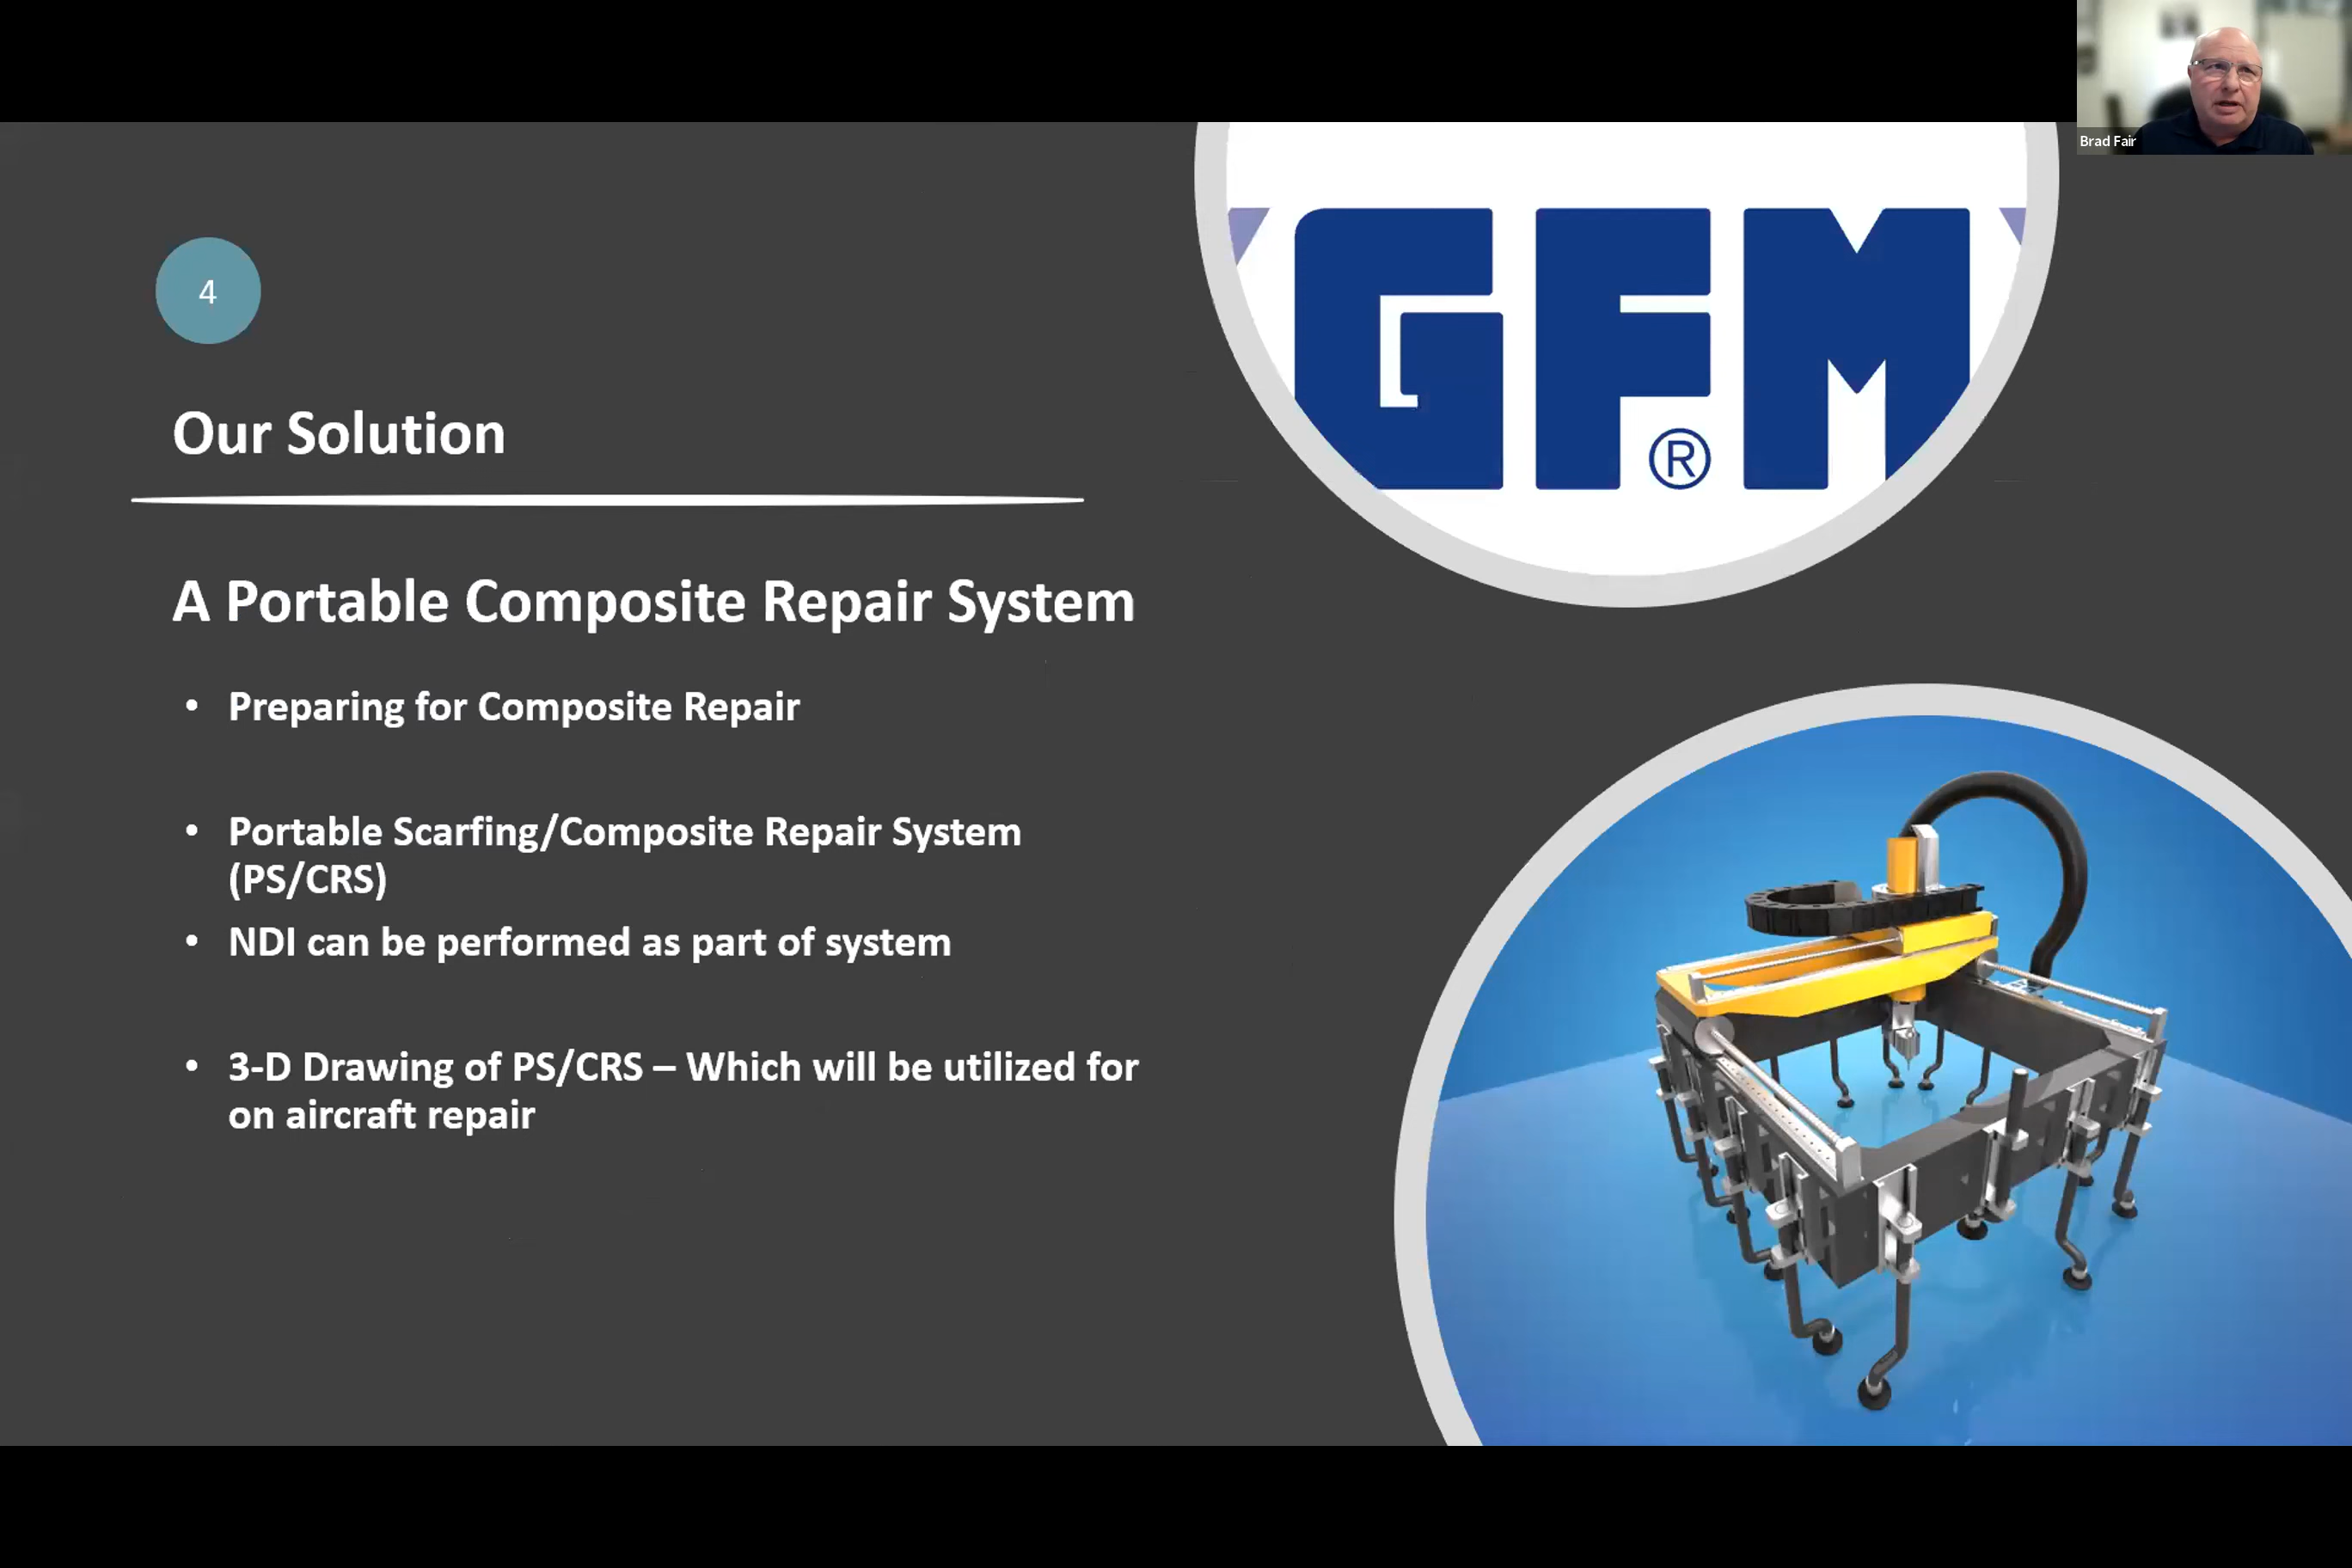 Brad Fair
GFM
®
4
Our Solution
A Portable Composite Repair System
• Preparing for Composite Repair
• Portable Scarfing/Composite Repair System
(PS/CRS)
• NDI can be performed as part of system
• 3-D Drawing of PS/CRS – Which will be utilized for
on aircraft repair